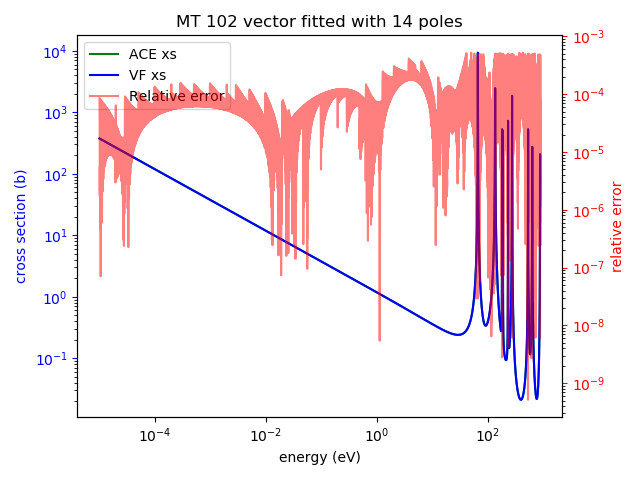 MT 102 vector fitted with 14 poles
ACE xs
VF xs
Relative error
cross section (b)
10^4
10^3
10^2
10^1
10^0
10^-1
relative error
10^-3
10^-4
10^-5
10^-6
10^-7
10^-8
10^-9
10^-4 10^-2 10^0 10^2
energy (eV)